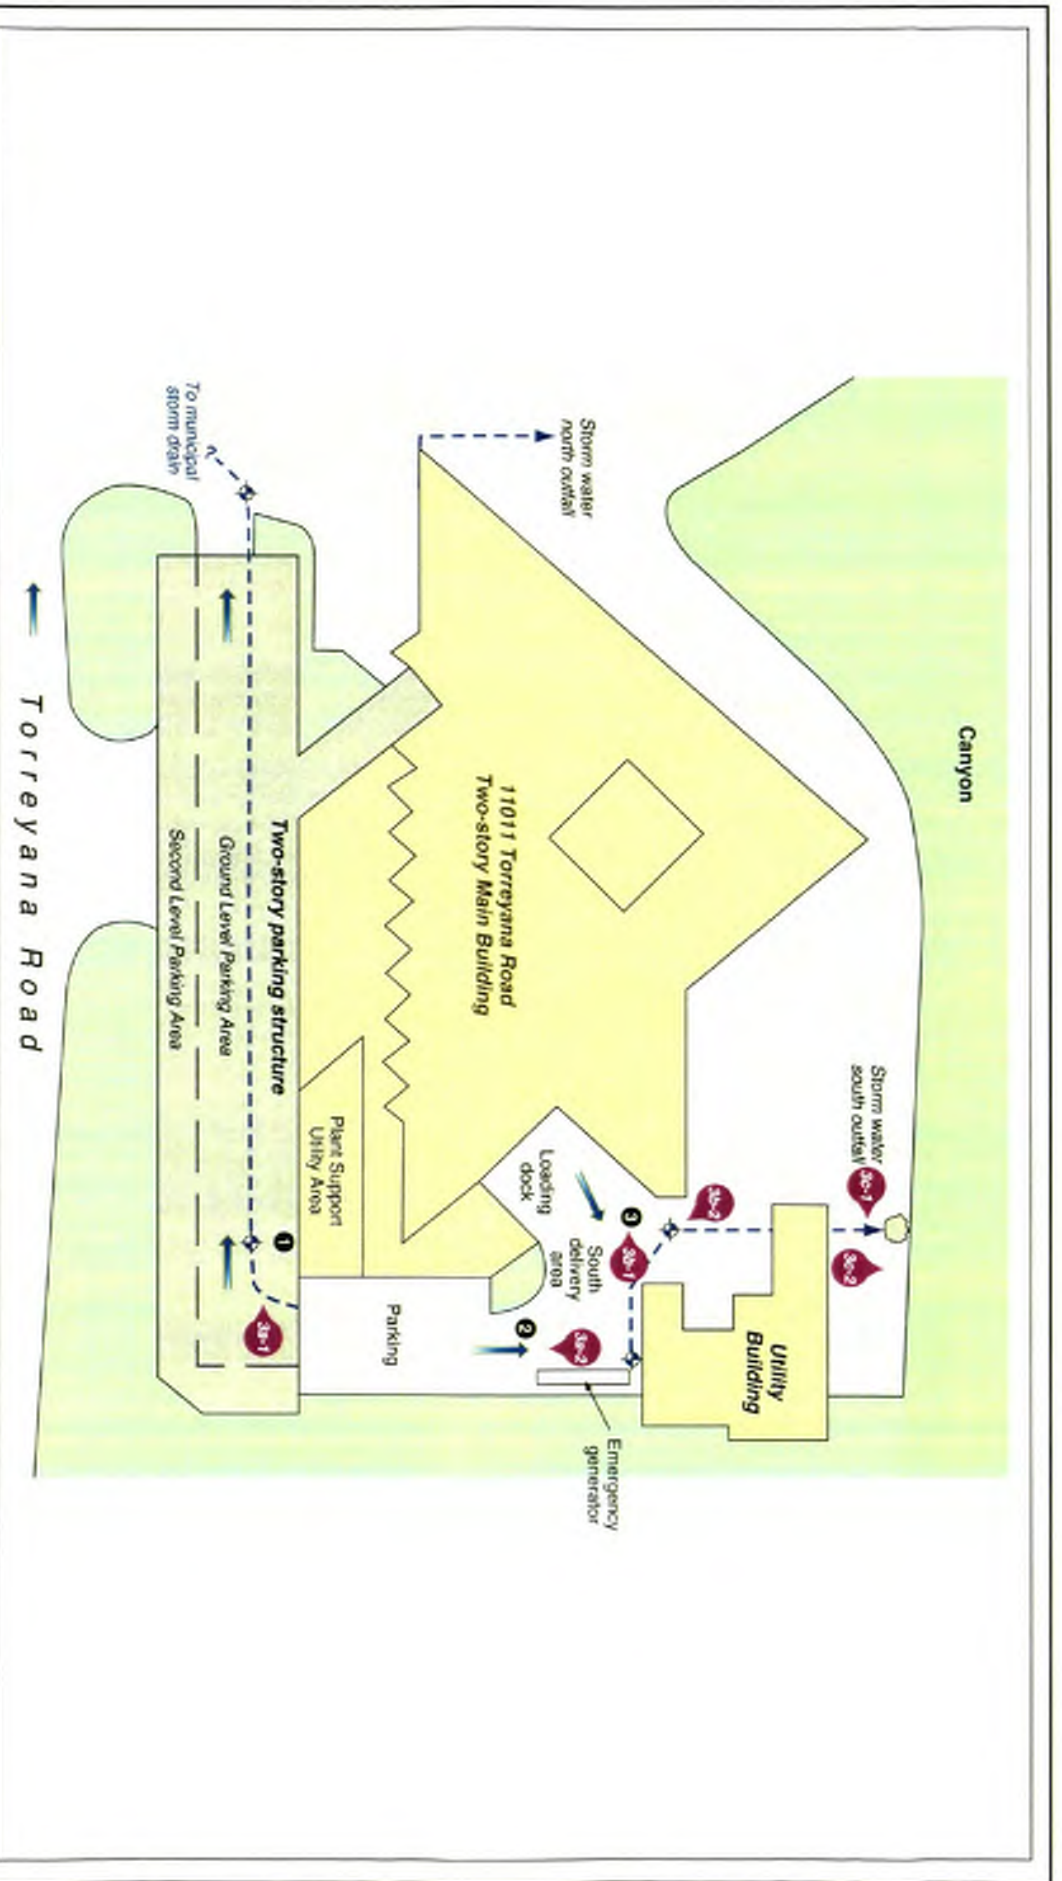 Canyon
Storm water
south outfall
3c-1
3c-2
Utility
Building
3b-2
Storm water
north outfall
3
3b-1
South
delivery
area
Loading
dock
2
3a-2
Emergency
generator
11011 Torreyana Road
Two-story Main Building
Parking
Plant Support
Utility Area
1
3a-1
Two-story parking structure
Ground Level Parking Area
Second Level Parking Area
To municipal
storm drain
Torreyana Road